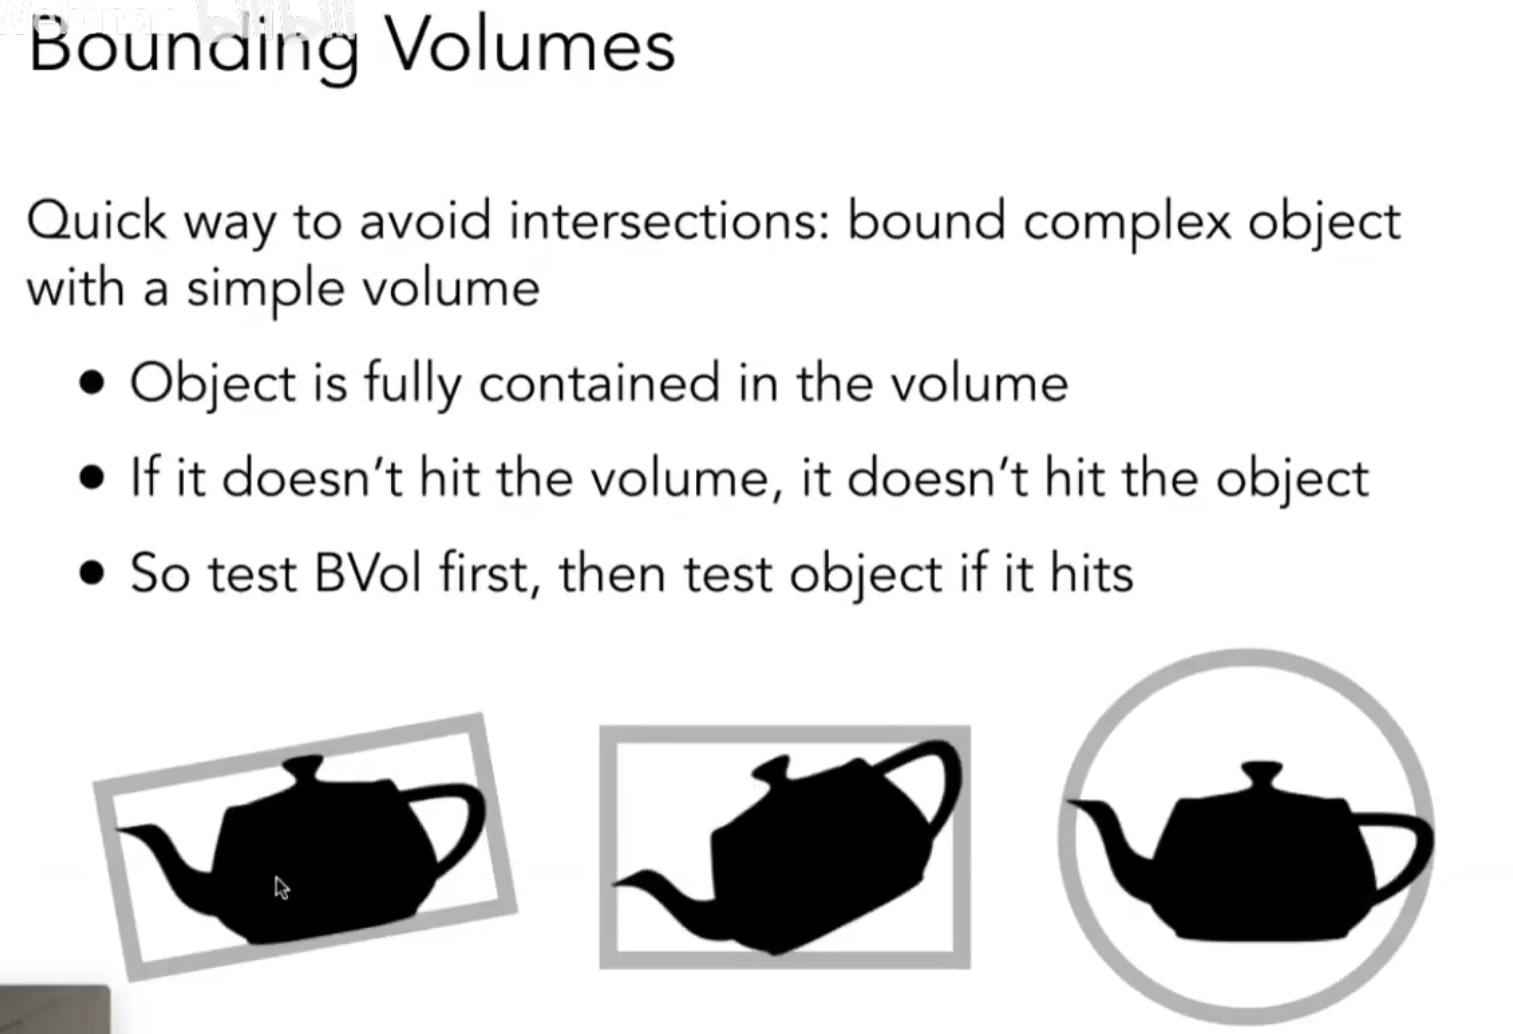 Webinar bilibili
Bounding Volumes
Quick way to avoid intersections: bound complex object
with a simple volume
● Object is fully contained in the volume
● If it doesn’t hit the volume, it doesn’t hit the object
● So test BVol first, then test object if it hits